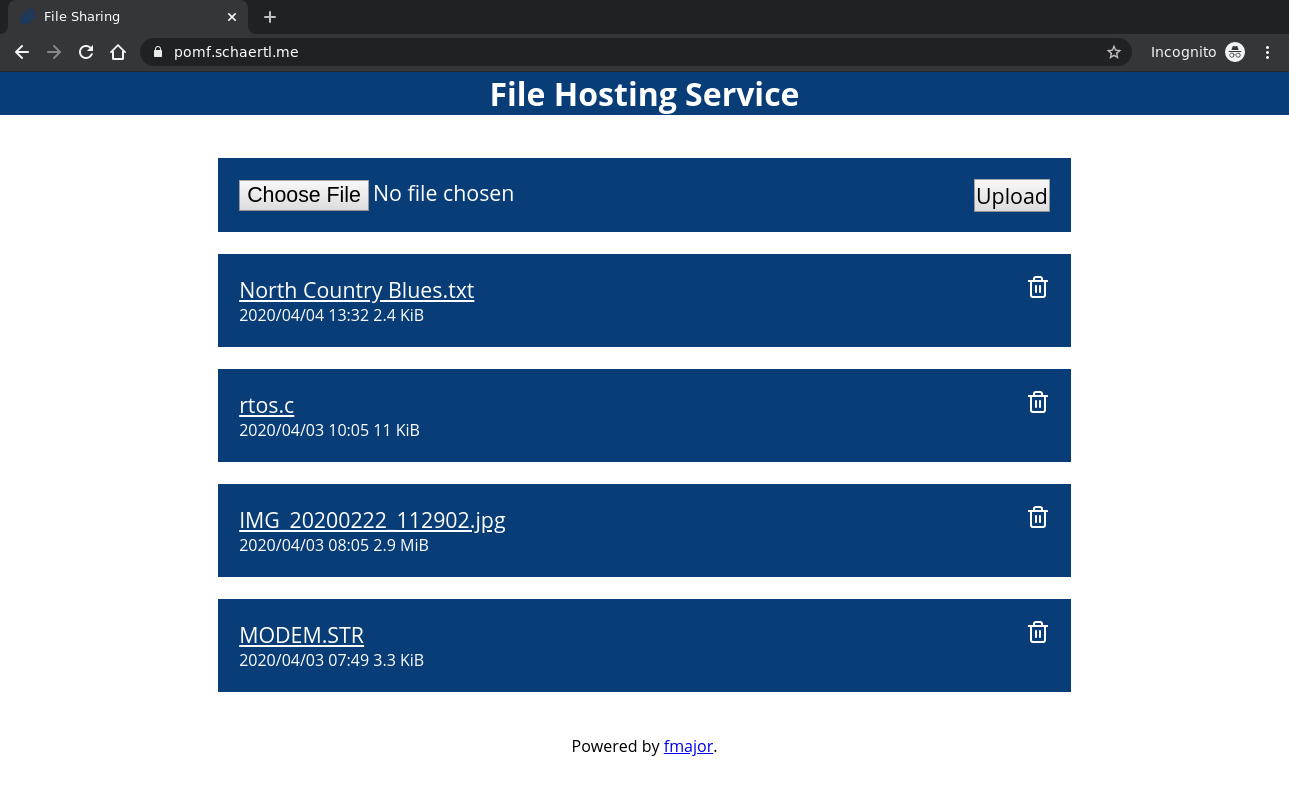 File Sharing
pomf.schaertl.me
Incognito
File Hosting Service
Choose File No file chosen
Upload
North Country Blues.txt
2020/04/04 13:32 2.4 KiB
rtos.c
2020/04/03 10:05 11 KiB
IMG_20200222_112902.jpg
2020/04/03 08:05 2.9 MiB
MODEM.STR
2020/04/03 07:49 3.3 KiB
Powered by fmajor.